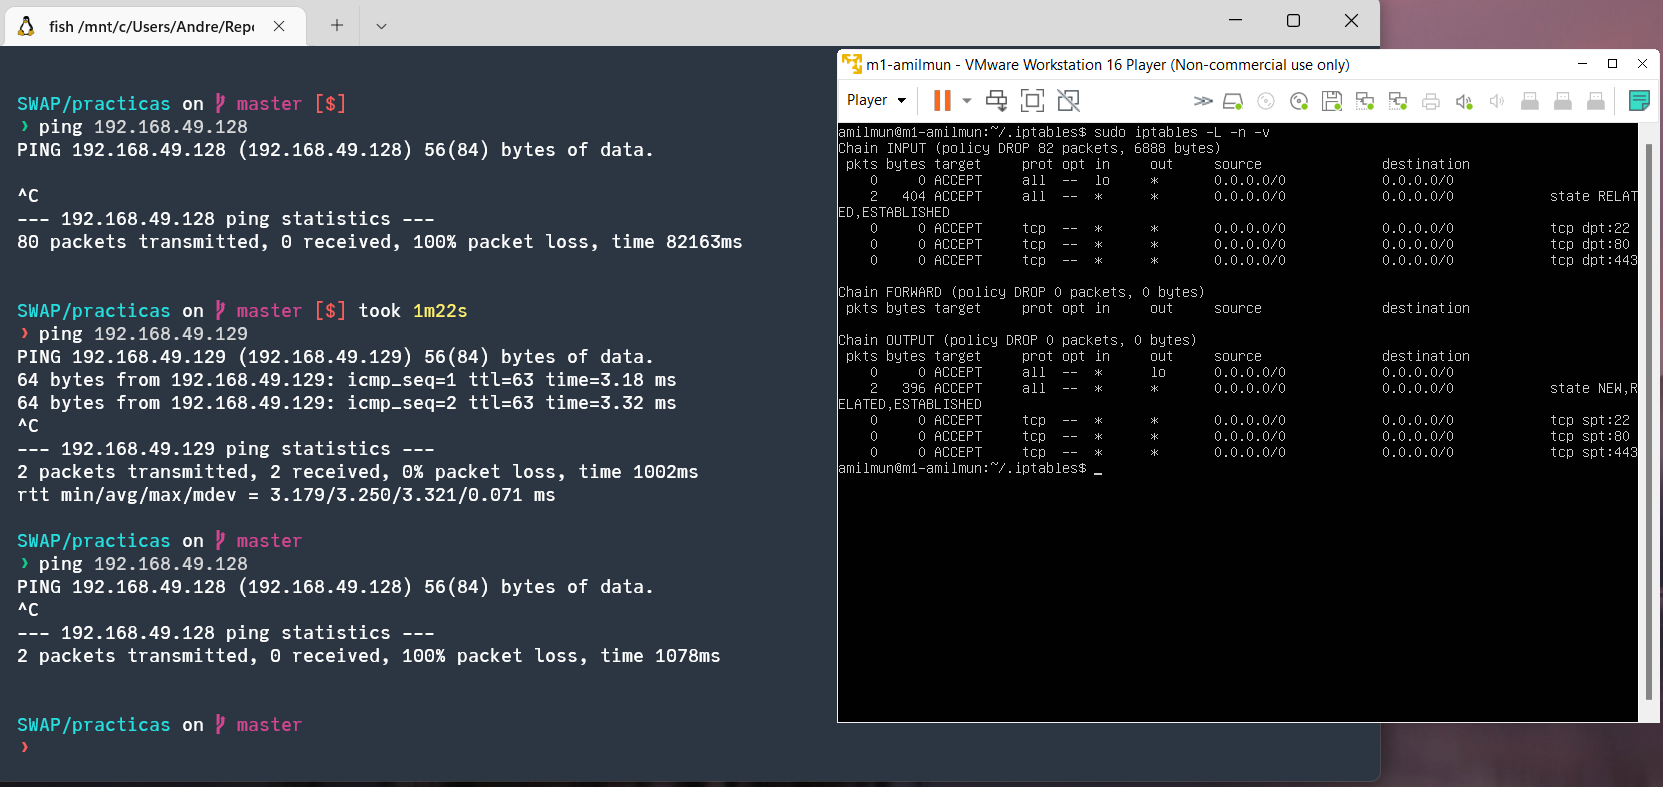 fish /mnt/c/Users/Andre/Repo
SWAP/practicas on master [$]
› ping 192.168.49.128
PING 192.168.49.128 (192.168.49.128) 56(84) bytes of data.
^C
--- 192.168.49.128 ping statistics ---
80 packets transmitted, 0 received, 100% packet loss, time 82163ms
SWAP/practicas on master [$] took 1m22s
› ping 192.168.49.129
PING 192.168.49.129 (192.168.49.129) 56(84) bytes of data.
64 bytes from 192.168.49.129: icmp_seq=1 ttl=63 time=3.18 ms
64 bytes from 192.168.49.129: icmp_seq=2 ttl=63 time=3.32 ms
^C
--- 192.168.49.129 ping statistics ---
2 packets transmitted, 2 received, 0% packet loss, time 1002ms
rtt min/avg/max/mdev = 3.179/3.250/3.321/0.071 ms
SWAP/practicas on master
› ping 192.168.49.128
PING 192.168.49.128 (192.168.49.128) 56(84) bytes of data.
^C
--- 192.168.49.128 ping statistics ---
2 packets transmitted, 0 received, 100% packet loss, time 1078ms
SWAP/practicas on master
›
m1-amilmun - VMware Workstation 16 Player (Non-commercial use only)
Player
amilmun@m1-amilmun:~/.iptables$ sudo iptables -L -n -v
Chain INPUT (policy DROP 82 packets, 6888 bytes)
pkts bytes target prot opt in out source destination
0 0 ACCEPT all -- lo * 0.0.0.0/0 0.0.0.0/0
2 404 ACCEPT all -- * * 0.0.0.0/0 0.0.0.0/0 state RELAT
ED,ESTABLISHED
0 0 ACCEPT tcp -- * * 0.0.0.0/0 0.0.0.0/0 tcp dpt:22
0 0 ACCEPT tcp -- * * 0.0.0.0/0 0.0.0.0/0 tcp dpt:80
0 0 ACCEPT tcp -- * * 0.0.0.0/0 0.0.0.0/0 tcp dpt:443
Chain FORWARD (policy DROP 0 packets, 0 bytes)
pkts bytes target prot opt in out source destination
Chain OUTPUT (policy DROP 0 packets, 0 bytes)
pkts bytes target prot opt in out source destination
0 0 ACCEPT all -- * lo 0.0.0.0/0 0.0.0.0/0
2 396 ACCEPT all -- * * 0.0.0.0/0 0.0.0.0/0 state NEW,R
ELATED,ESTABLISHED
0 0 ACCEPT tcp -- * * 0.0.0.0/0 0.0.0.0/0 tcp spt:22
0 0 ACCEPT tcp -- * * 0.0.0.0/0 0.0.0.0/0 tcp spt:80
0 0 ACCEPT tcp -- * * 0.0.0.0/0 0.0.0.0/0 tcp spt:443
amilmun@m1-amilmun:~/.iptables$ _